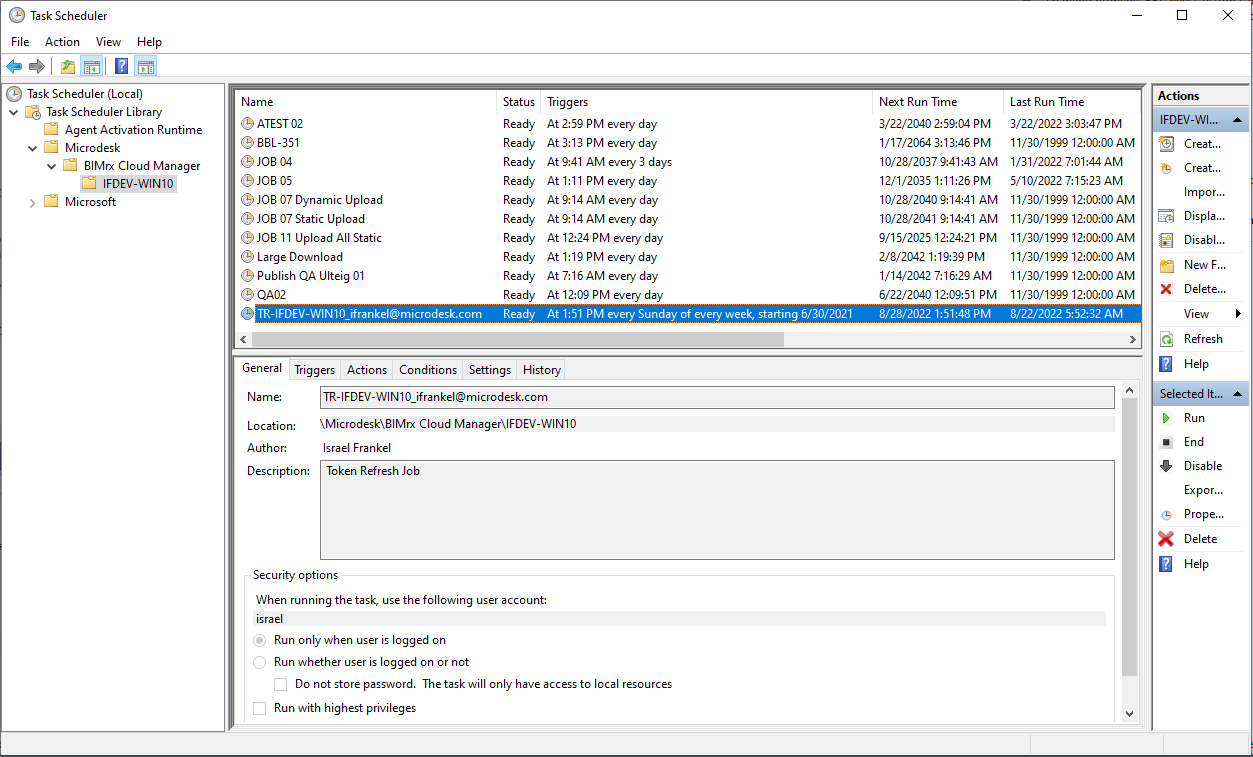 Task Scheduler
File Action View Help
Task Scheduler (Local)
Task Scheduler Library
Agent Activation Runtime
Microdesk
BIMrx Cloud Manager
IFDEV-WIN10
Microsoft
Name Status Triggers Next Run Time Last Run Time
ATEST 02 Ready At 2:59 PM every day 3/22/2040 2:59:04 PM 3/22/2022 3:03:47 PM
BBL-351 Ready At 3:13 PM every day 1/17/2064 3:13:46 PM 11/30/1999 12:00:00 AM
JOB 04 Ready At 9:41 AM every 3 days 10/28/2037 9:41:43 AM 1/31/2022 7:01:44 AM
JOB 05 Ready At 1:11 PM every day 12/1/2035 1:11:26 PM 5/10/2022 7:15:23 AM
JOB 07 Dynamic Upload Ready At 9:14 AM every day 10/28/2040 9:14:41 AM 11/30/1999 12:00:00 AM
JOB 07 Static Upload Ready At 9:14 AM every day 10/28/2041 9:14:41 AM 11/30/1999 12:00:00 AM
JOB 11 Upload All Static Ready At 12:24 PM every day 9/15/2025 12:24:21 PM 11/30/1999 12:00:00 AM
Large Download Ready At 1:19 PM every day 2/8/2042 1:19:39 PM 11/30/1999 12:00:00 AM
Publish QA Ulteig 01 Ready At 7:16 AM every day 1/14/2042 7:16:29 AM 11/30/1999 12:00:00 AM
QA02 Ready At 12:09 PM every day 6/22/2040 12:09:51 PM 11/30/1999 12:00:00 AM
TR-IFDEV-WIN10_ifrankel@microdesk.com Ready At 1:51 PM every Sunday of every week, starting 6/30/2021 8/28/2022 1:51:48 PM 8/22/2022 5:52:32 AM
General Triggers Actions Conditions Settings History
Name: TR-IFDEV-WIN10_ifrankel@microdesk.com
Location: \Microdesk\BIMrx Cloud Manager\IFDEV-WIN10
Author: Israel Frankel
Description: Token Refresh Job
Security options
When running the task, use the following user account:
israel
Run only when user is logged on
Run whether user is logged on or not
Do not store password. The task will only have access to local resources
Run with highest privileges
Actions
IFDEV-WI...
Creat...
Creat...
Impor...
Displa...
Disabl...
New F...
Delete...
View
Refresh
Help
Selected It...
Run
End
Disable
Expor...
Prope...
Delete
Help